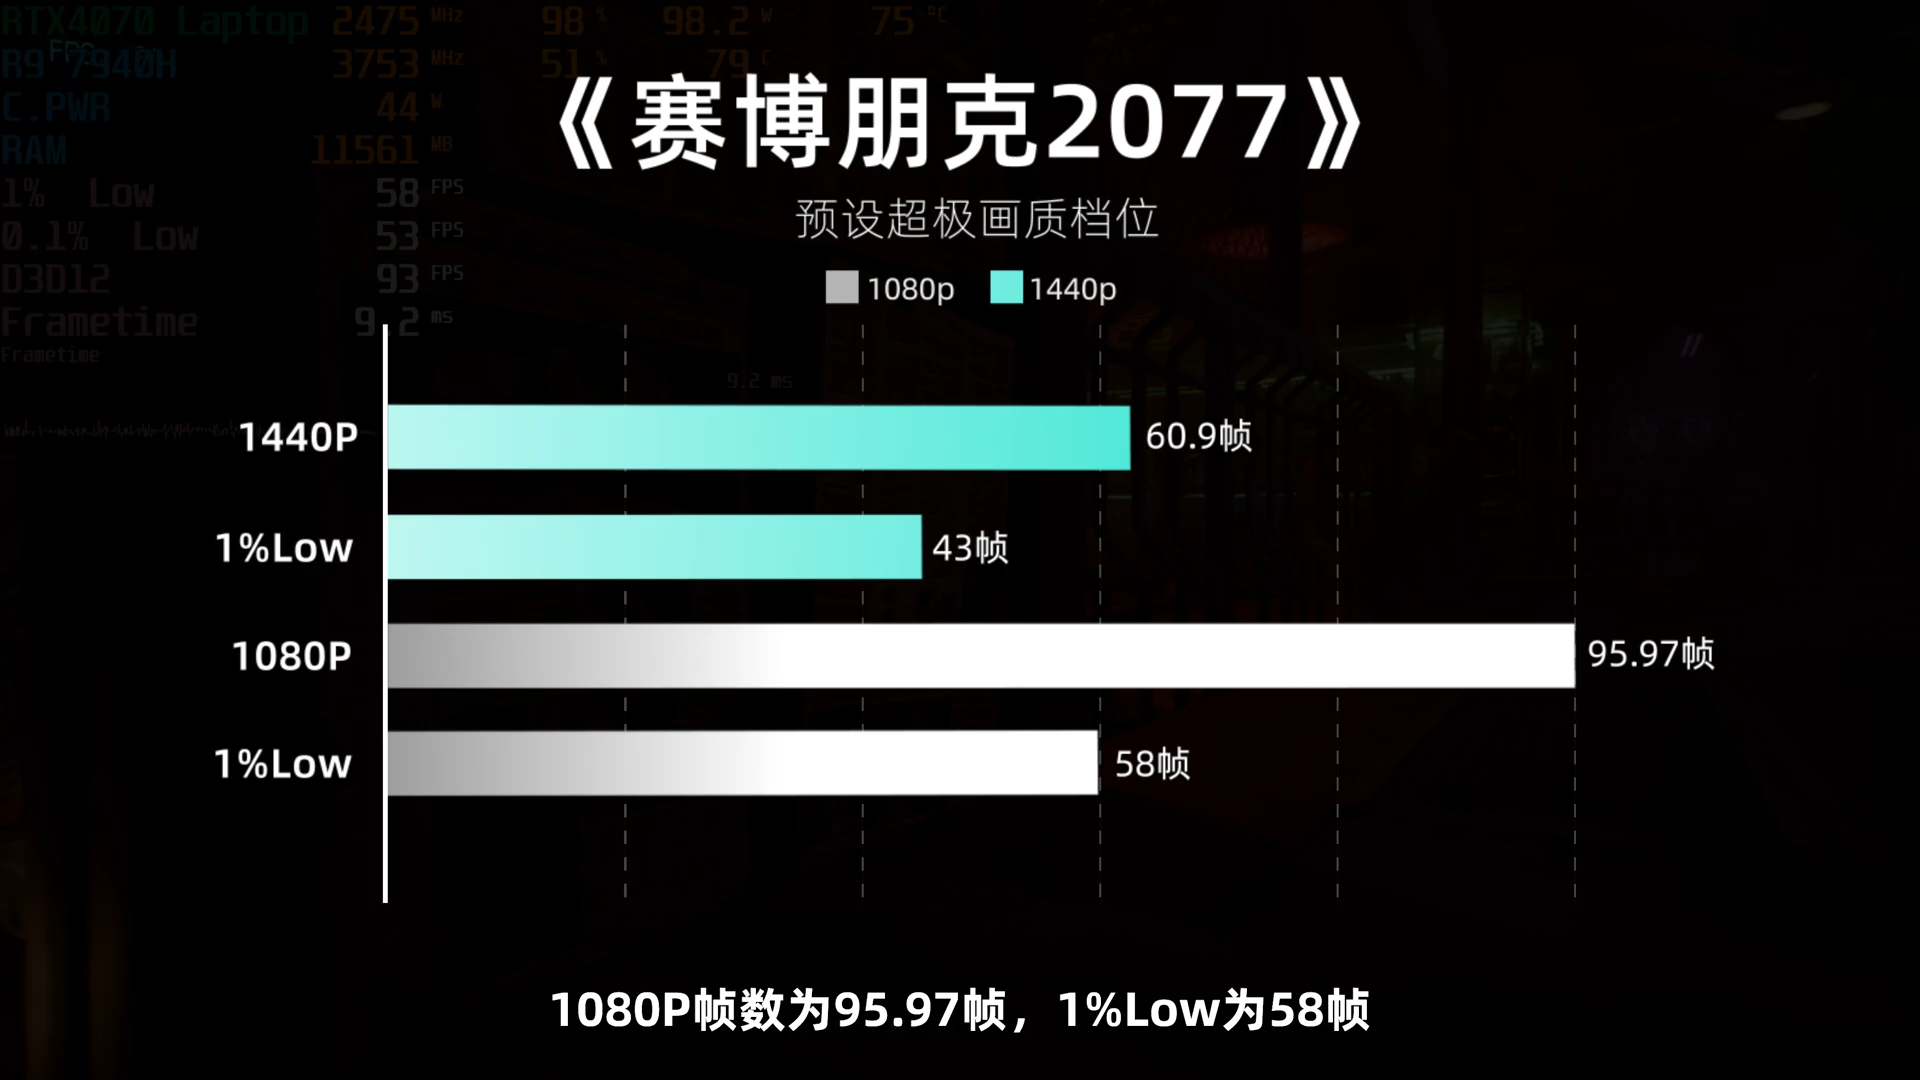 RTX4070 Laptop 2475 MHz 98 % 98.2 W 75 °C
R9 7940H 3753 MHz 51 % 79 C
C.PWR 44 W
RAM 11561 MB
1% Low 58 FPS
0.1% Low 53 FPS
D3D12 93 FPS
Frametime 9.2 ms
Frametime
9.2 ms
《赛博朋克2077》
预设超极画质档位
1080p 1440p
1440P 60.9帧
1%Low 43帧
1080P 95.97帧
1%Low 58帧
1080P帧数为95.97帧，1%Low为58帧